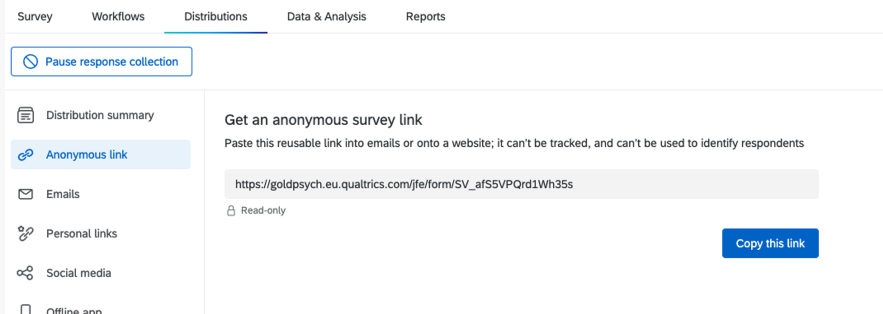 Survey Workflows Distributions Data & Analysis Reports
Pause response collection
Distribution summary
Anonymous link
Emails
Personal links
Social media
Offline app
Get an anonymous survey link
Paste this reusable link into emails or onto a website; it can't be tracked, and can't be used to identify respondents
https://goldpsych.eu.qualtrics.com/jfe/form/SV_afS5VPQrd1Wh35s
Read-only
Copy this link